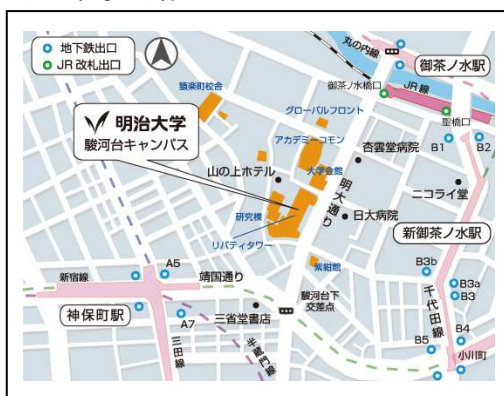 地下鉄出口
JR 改札出口
丸の内線
御茶ノ水駅
御茶ノ水橋口
JR 線
聖橋口
猿楽町校舎
グローバルフロント
明治大学
駿河台キャンパス
アカデミーコモン
杏雲堂病院
B1
B2
大学会館
山の上ホテル
明大通り
ニコライ堂
研究棟
日大病院
リバティタワー
新御茶ノ水駅
紫紺館
B3b
B3a
B3
A5
新宿線
靖国通り
駿河台下
交差点
千代田線
神保町駅
A7
三省堂書店
三田線
半蔵門線
B4
B5
小川町